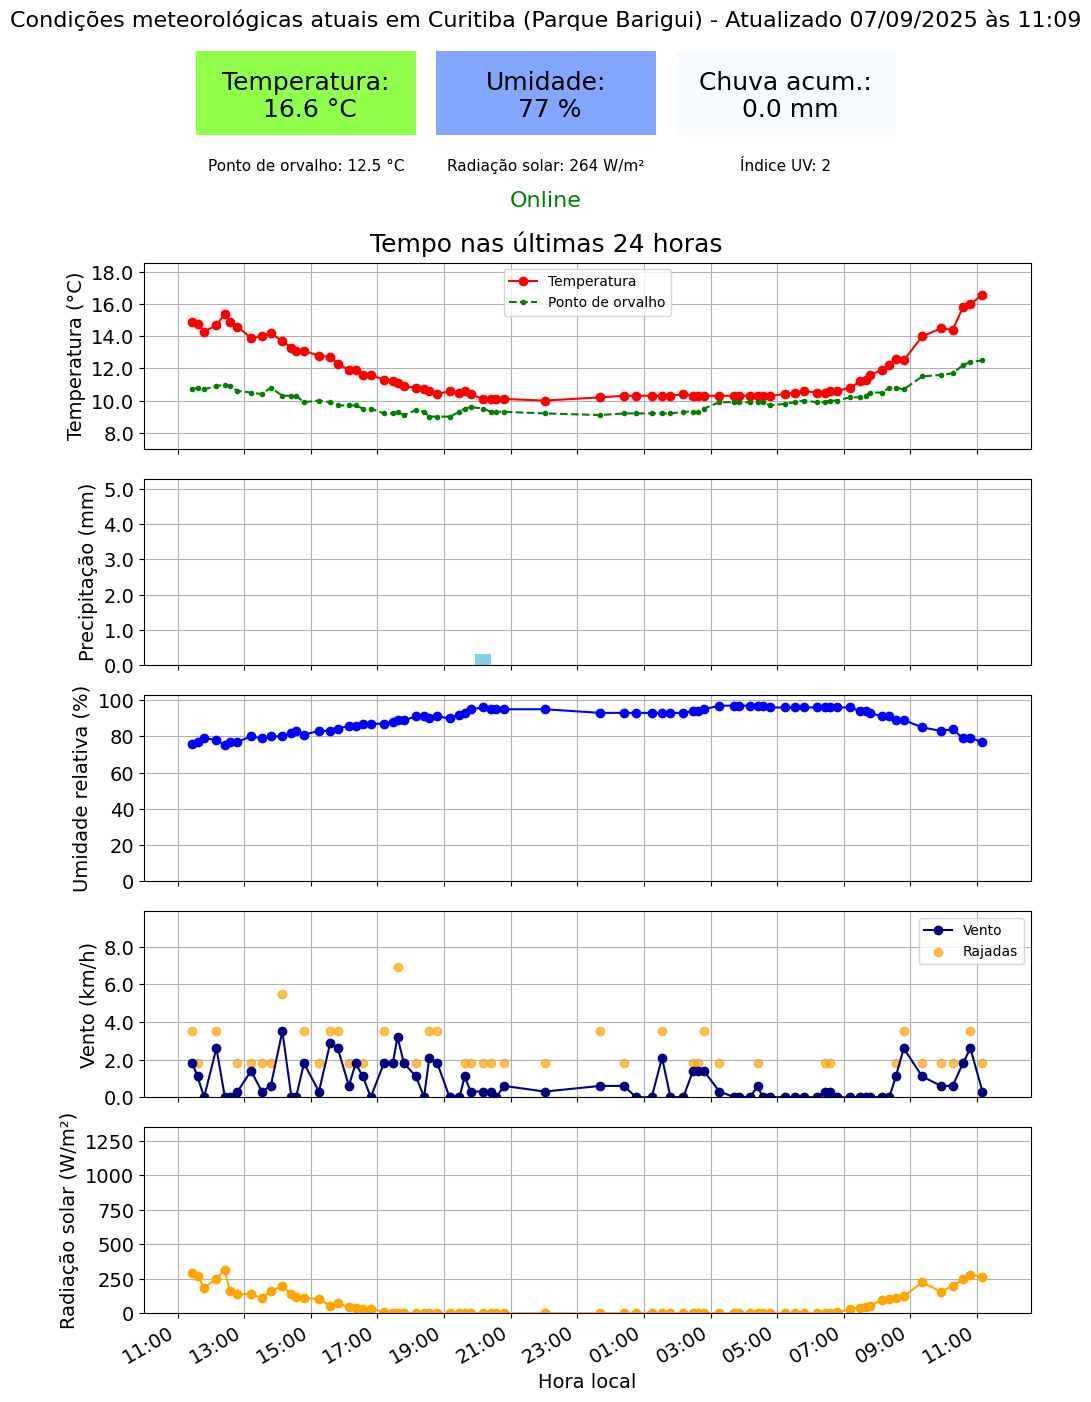 Condições meteorológicas atuais em Curitiba (Parque Barigui) - Atualizado 07/09/2025 às 11:09
Temperatura:
16.6 °C
Umidade:
77 %
Chuva acum.:
0.0 mm
Ponto de orvalho: 12.5 °C
Radiação solar: 264 W/m²
Índice UV: 2
Online
Tempo nas últimas 24 horas
Temperatura (°C)
18.0
16.0
14.0
12.0
10.0
8.0
Temperatura
Ponto de orvalho
Precipitação (mm)
5.0
4.0
3.0
2.0
1.0
0.0
Umidade relativa (%)
100
80
60
40
20
0
Vento (km/h)
8.0
6.0
4.0
2.0
0.0
Vento
Rajadas
Radiação solar (W/m²)
1250
1000
750
500
250
0
11:00
13:00
15:00
17:00
19:00
21:00
23:00
01:00
03:00
05:00
07:00
09:00
11:00
Hora local